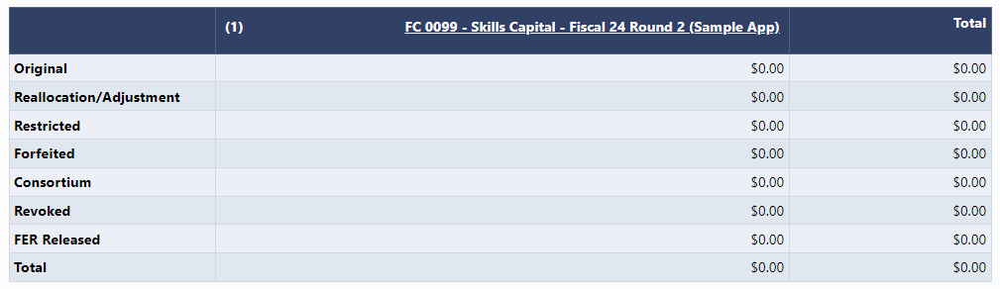 (1) FC 0099 - Skills Capital - Fiscal 24 Round 2 (Sample App) Total
Original $0.00 $0.00
Reallocation/Adjustment $0.00 $0.00
Restricted $0.00 $0.00
Forfeited $0.00 $0.00
Consortium $0.00 $0.00
Revoked $0.00 $0.00
FER Released $0.00 $0.00
Total $0.00 $0.00